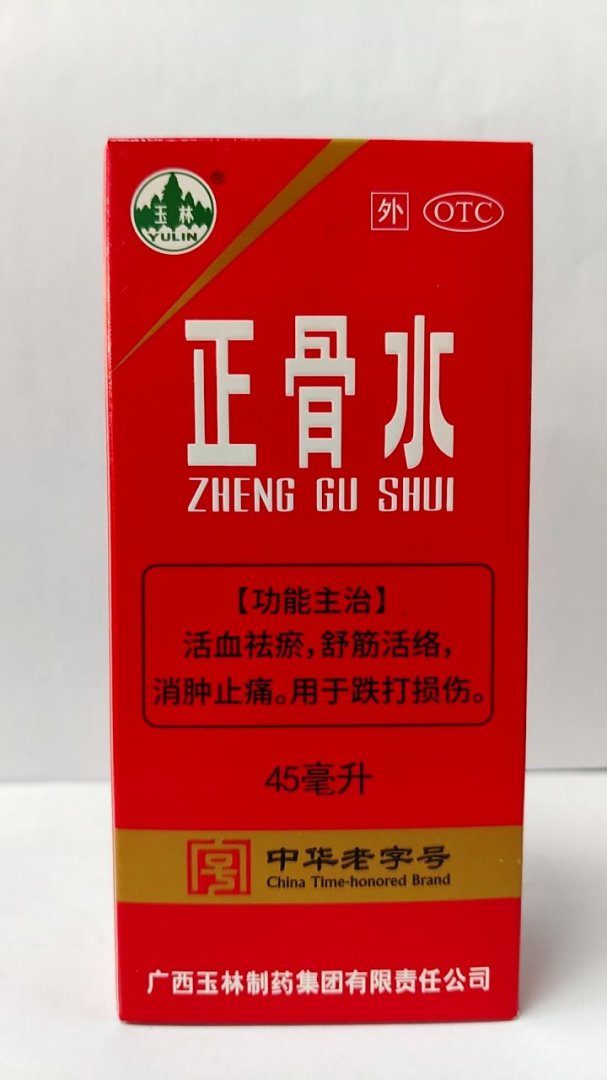 玉林
YULIN
®
外 OTC
正骨水
ZHENG GU SHUI
【功能主治】
活血祛瘀，舒筋活络，
消肿止痛。用于跌打损伤。
45毫升
中华老字号
China Time-honored Brand
广西玉林制药集团有限责任公司